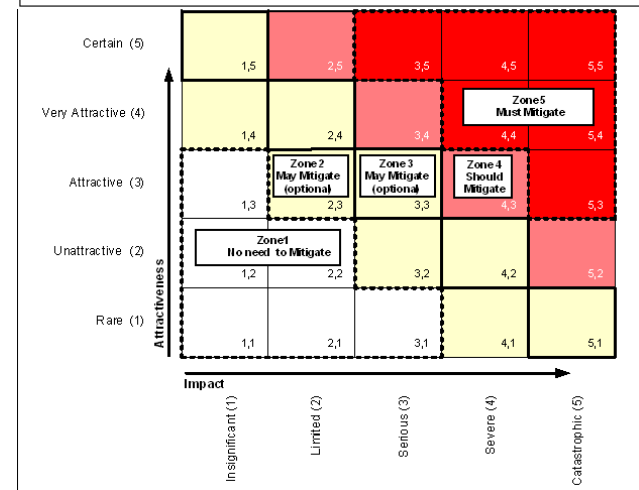 Certain (5)
1,5 2,5 3,5 4,5 5,5
Very Attractive (4)
Zone5
Must Mitigate
1,4 2,4 3,4 4,4 5,4
Attractive (3)
Zone 2
May Mitigate
(optional)
Zone 3
May Mitigate
(optional)
Zone 4
Should
Mitigate
1,3 2,3 3,3 4,3 5,3
Unattractive (2)
Zone1
No need to Mitigate
1,2 2,2 3,2 4,2 5,2
Rare (1)
1,1 2,1 3,1 4,1 5,1
Attractiveness
Impact
Insignificant (1)
Limited (2)
Serious (3)
Severe (4)
Catastrophic (5)